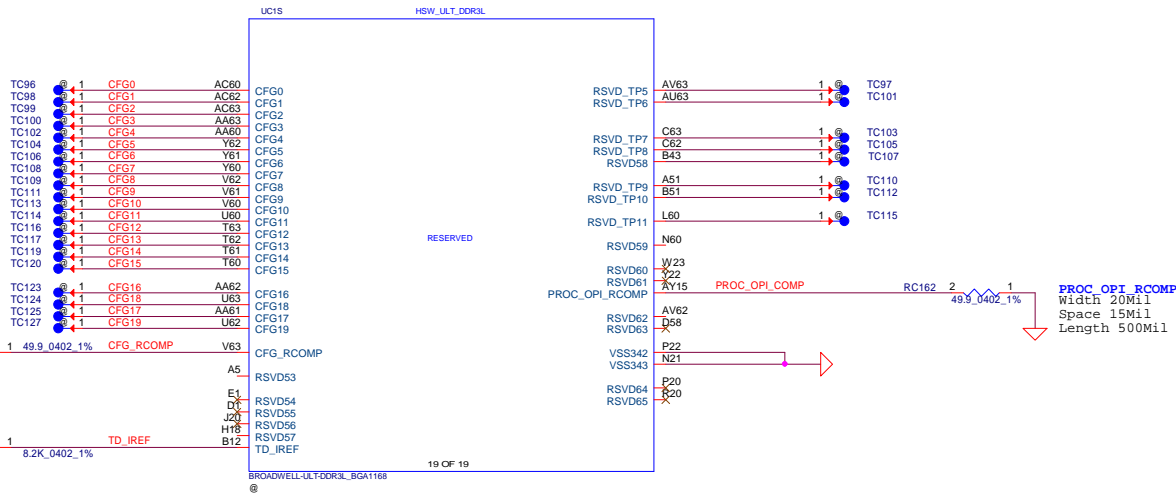 UC1S HSW_ULT_DDR3L
TC96 @ 1 CFG0 AC60 CFG0 RSVD_TP5 AV63 1 @ TC97
TC98 @ 1 CFG1 AC62 CFG1 RSVD_TP6 AU63 1 @ TC101
TC99 @ 1 CFG2 AC63 CFG2
TC100 @ 1 CFG3 AA63 CFG3
TC102 @ 1 CFG4 AA60 CFG4 RSVD_TP7 C63 1 @ TC103
TC104 @ 1 CFG5 Y62 CFG5 RSVD_TP8 C62 1 @ TC105
TC106 @ 1 CFG6 Y61 CFG6 RSVD58 B43 1 @ TC107
TC108 @ 1 CFG7 Y60 CFG7
TC109 @ 1 CFG8 V62 CFG8 RSVD_TP9 A51 1 @ TC110
TC111 @ 1 CFG9 V61 CFG9 RSVD_TP10 B51 1 @ TC112
TC113 @ 1 CFG10 V60 CFG10
TC114 @ 1 CFG11 U60 CFG11 RSVD_TP11 L60 1 @ TC115
TC116 @ 1 CFG12 T63 CFG12
TC117 @ 1 CFG13 T62 CFG13 RESERVED RSVD59 N60
TC119 @ 1 CFG14 T61 CFG14
TC120 @ 1 CFG15 T60 CFG15 RSVD60 W23
RSVD61 Y22
TC123 @ 1 CFG16 AA62 CFG16 PROC_OPI_RCOMP AY15 PROC_OPI_COMP RC162 2 1 49.9_0402_1% PROC_OPI_RCOMP
TC124 @ 1 CFG18 U63 CFG18 Width 20Mil
TC125 @ 1 CFG17 AA61 CFG17 RSVD62 AV62 Space 15Mil
TC127 @ 1 CFG19 U62 CFG19 RSVD63 D58 Length 500Mil
1 49.9_0402_1% CFG_RCOMP V63 CFG_RCOMP VSS342 P22
VSS343 N21
A5 RSVD53
RSVD64 P20
E1 RSVD54 RSVD65 R20
D1 RSVD55
J20 RSVD56
H18 RSVD57
1 8.2K_0402_1% TD_IREF B12 TD_IREF
19 OF 19
BROADWELL-ULT-DDR3L_BGA1168
@